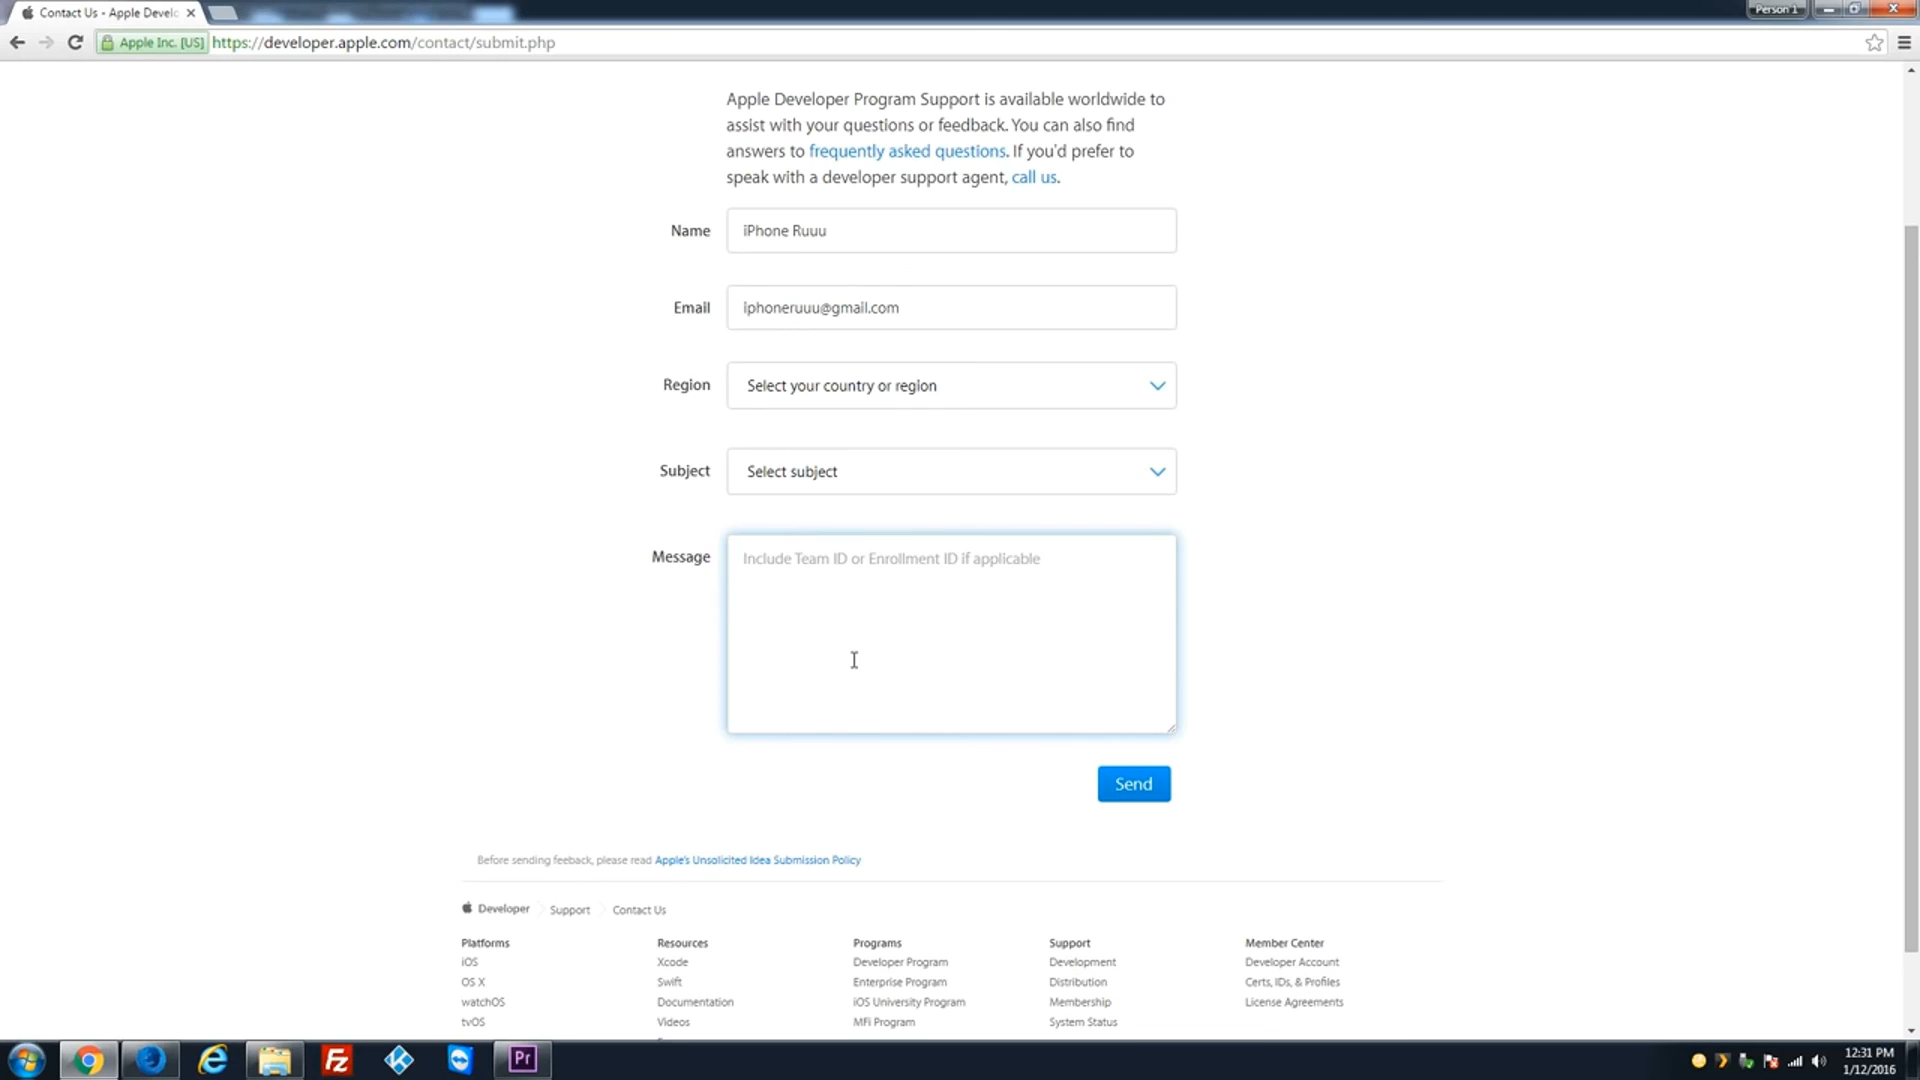 Contact Us - Apple Develo
Person 1
Apple Inc. [US]
https://developer.apple.com/contact/submit.php
Apple Developer Program Support is available worldwide to
assist with your questions or feedback. You can also find
answers to frequently asked questions. If you'd prefer to
speak with a developer support agent, call us.
Name
iPhone Ruuu
Email
iphoneruuu@gmail.com
Region
Select your country or region
Subject
Select subject
Message
Include Team ID or Enrollment ID if applicable
Send
Before sending feeback, please read Apple's Unsolicited Idea Submission Policy
Developer
Support
Contact Us
Platforms
iOS
OS X
watchOS
tvOS
Resources
Xcode
Swift
Documentation
Videos
Programs
Developer Program
Enterprise Program
iOS University Program
MFi Program
Support
Development
Distribution
Membership
System Status
Member Center
Developer Account
Certs, IDs, & Profiles
License Agreements
Fz
Pr
12:31 PM
1/12/2016